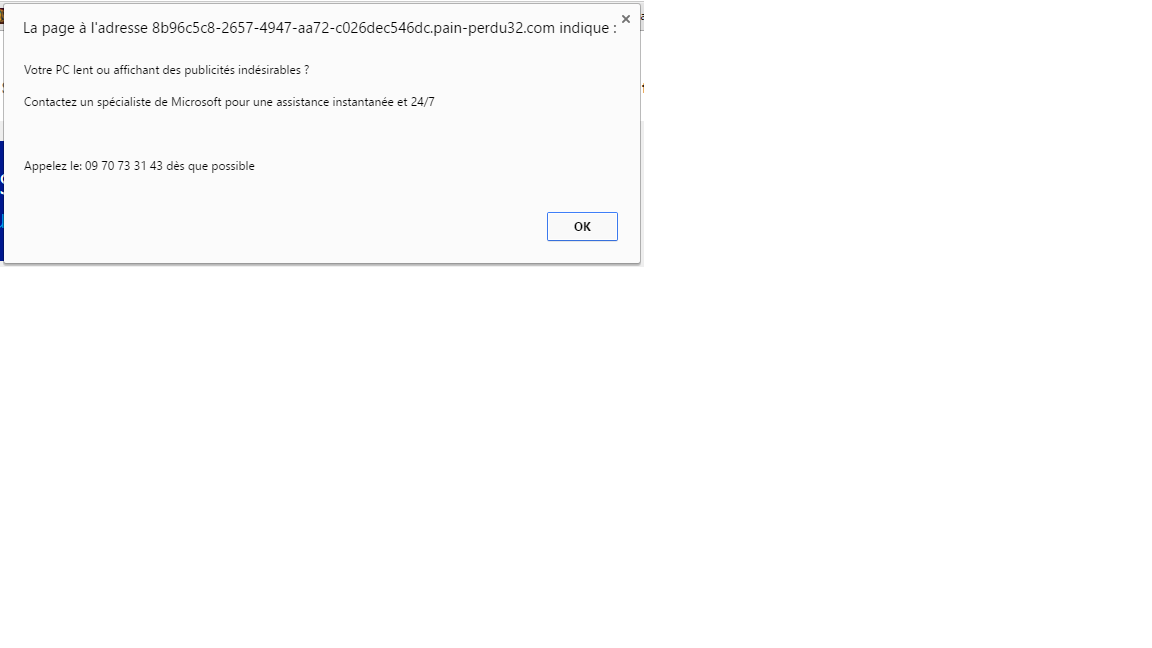 La page à l'adresse 8b96c5c8-2657-4947-aa72-c026dec546dc.pain-perdu32.com indique :
Votre PC lent ou affichant des publicités indésirables ?
Contactez un spécialiste de Microsoft pour une assistance instantanée et 24/7
Appelez le: 09 70 73 31 43 dès que possible
OK